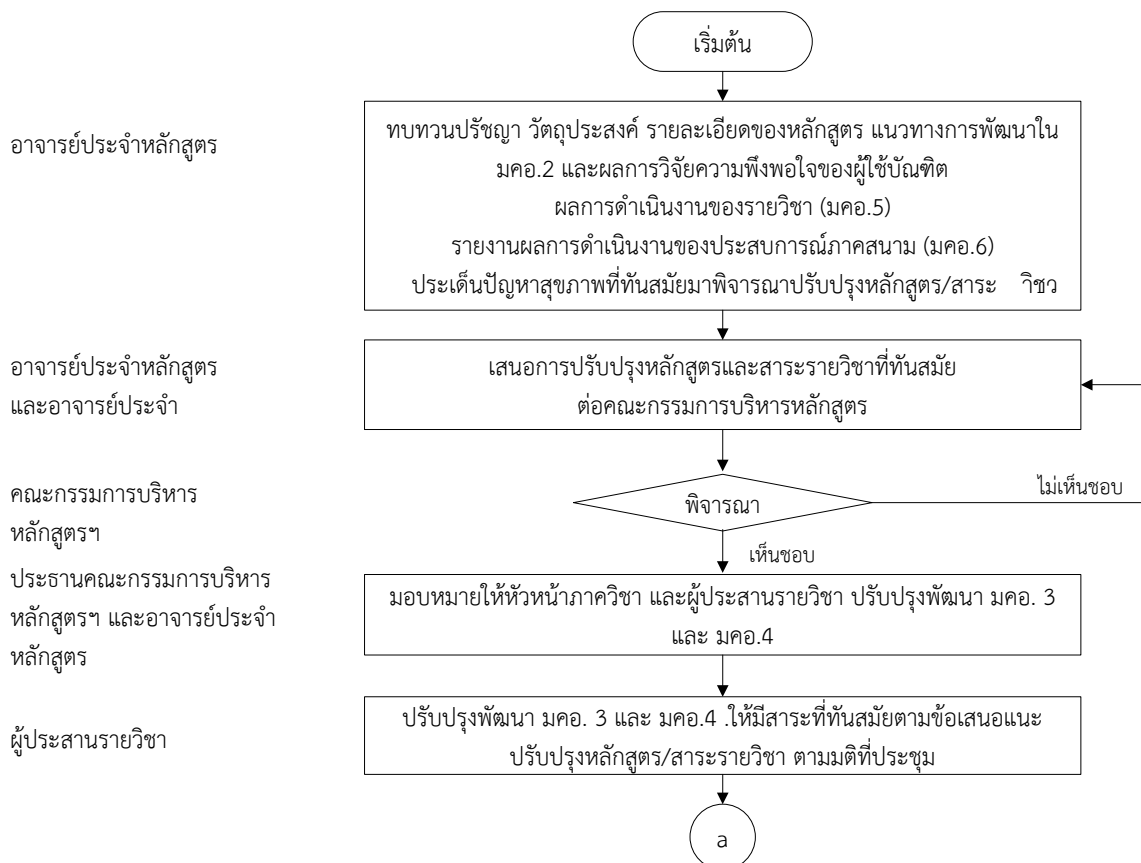 เริ่มต้น
อาจารย์ประจำหลักสูตร
ทบทวนปรัชญา วัตถุประสงค์ รายละเอียดของหลักสูตร แนวทางการพัฒนาใน
มคอ.2 และผลการวิจัยความพึงพอใจของผู้ใช้บัณฑิต
ผลการดำเนินงานของรายวิชา (มคอ.5)
รายงานผลการดำเนินงานของประสบการณ์ภาคสนาม (มคอ.6)
ประเด็นปัญหาสุขภาพที่ทันสมัยมาพิจารณาปรับปรุงหลักสูตร/สาระ าิชว
อาจารย์ประจำหลักสูตร
และอาจารย์ประจำ
เสนอการปรับปรุงหลักสูตรและสาระรายวิชาที่ทันสมัย
ต่อคณะกรรมการบริหารหลักสูตร
คณะกรรมการบริหาร
หลักสูตรฯ
พิจารณา
ไม่เห็นชอบ
เห็นชอบ
ประธานคณะกรรมการบริหาร
หลักสูตรฯ และอาจารย์ประจำ
หลักสูตร
มอบหมายให้หัวหน้าภาควิชา และผู้ประสานรายวิชา ปรับปรุงพัฒนา มคอ. 3
และ มคอ.4
ผู้ประสานรายวิชา
ปรับปรุงพัฒนา มคอ. 3 และ มคอ.4 .ให้มีสาระที่ทันสมัยตามข้อเสนอแนะ
ปรับปรุงหลักสูตร/สาระรายวิชา ตามมติที่ประชุม
a